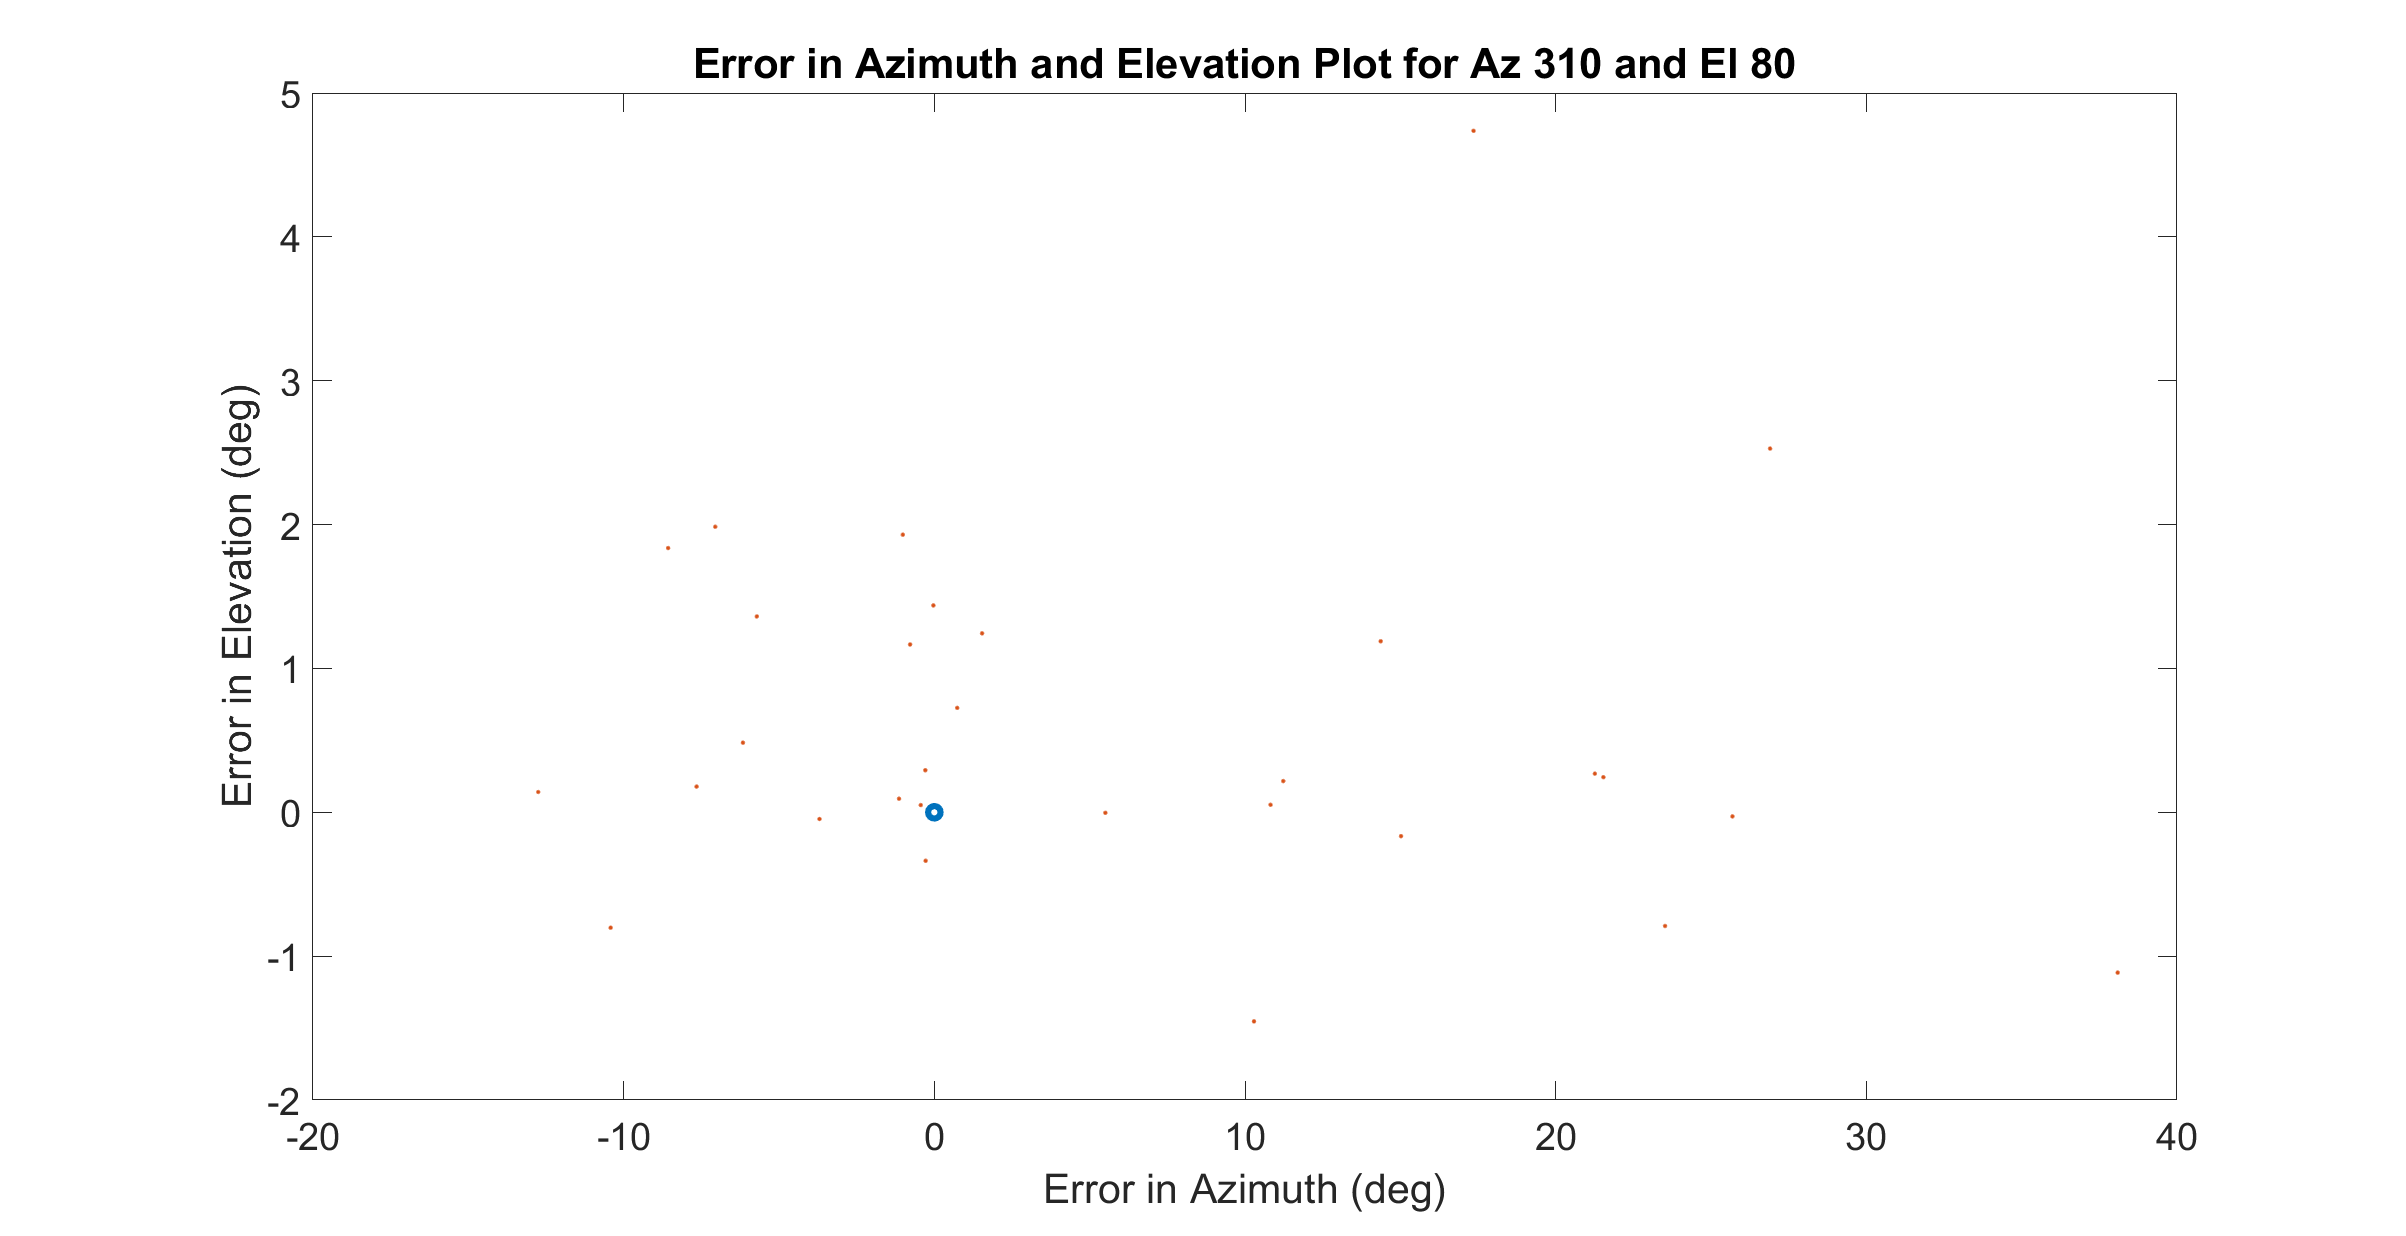 Error in Azimuth and Elevation Plot for Az 310 and El 80
5
4
3
2
1
0
-1
-2
Error in Elevation (deg)
-20 -10 0 10 20 30 40
Error in Azimuth (deg)